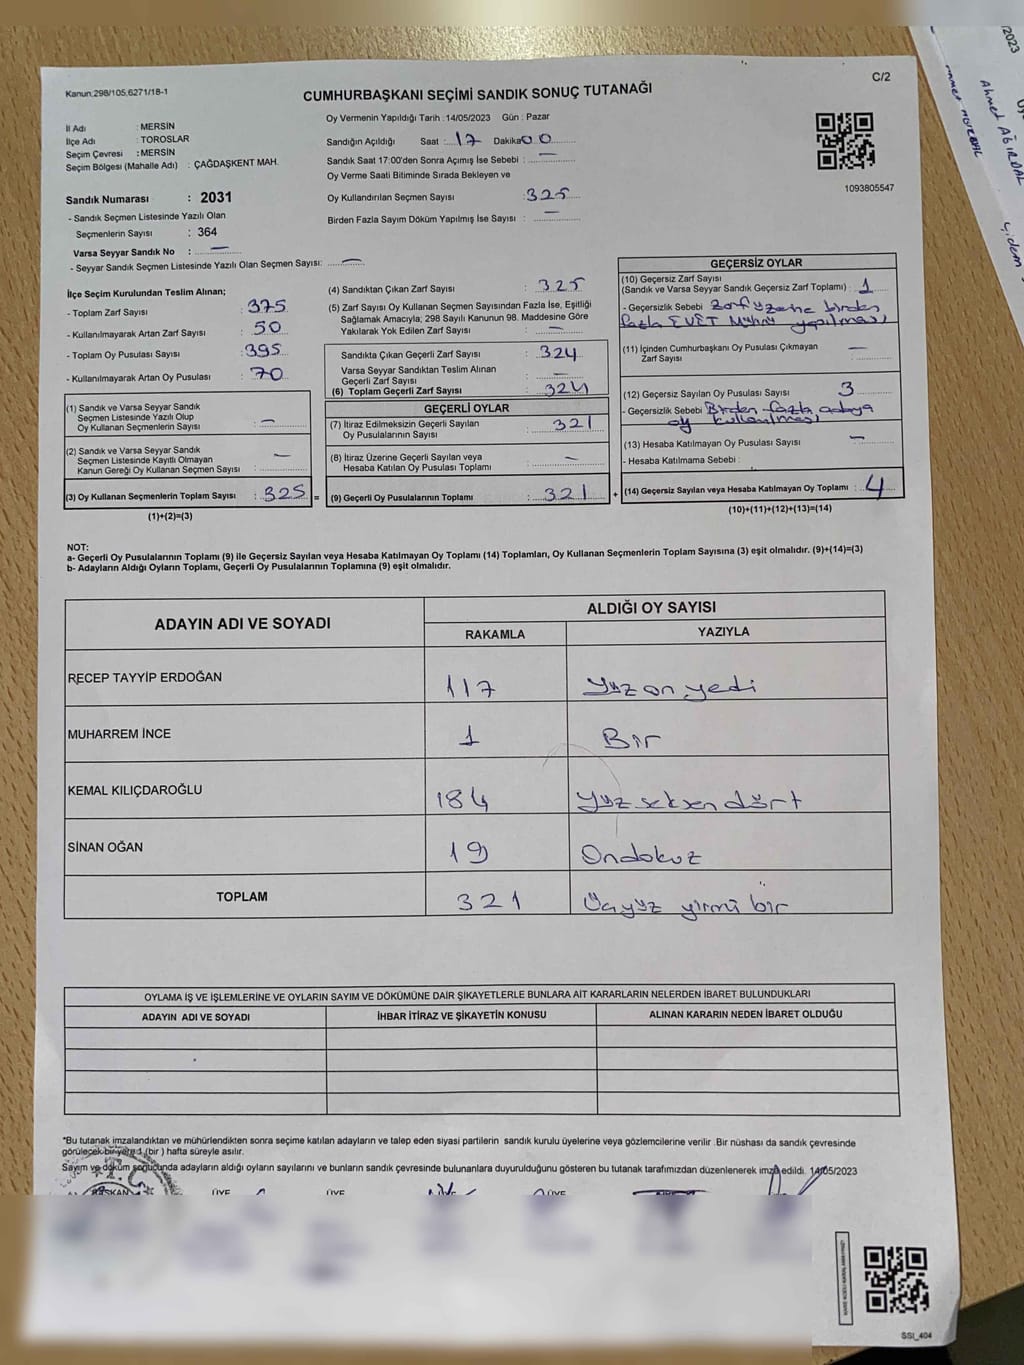 Kanun:298/105,6271/18-1
C/2
CUMHURBAŞKANI SEÇİMİ SANDIK SONUÇ TUTANAĞI
Oy Vermenin Yapıldığı Tarih :14/05/2023 Gün : Pazar
İl Adı : MERSİN
İlçe Adı : TOROSLAR
Seçim Çevresi : MERSİN
Seçim Bölgesi (Mahalle Adı) : ÇAĞDAŞKENT MAH.
Sandığın Açıldığı Saat : 17 Dakika 00
Sandık Saat 17:00'den Sonra Açımış İse Sebebi : —
Oy Verme Saati Bitiminde Sırada Bekleyen ve
Oy Kullandırılan Seçmen Sayısı : 325
Birden Fazla Sayım Döküm Yapılmış İse Sayısı : —
1093805547
Sandık Numarası : 2031
- Sandık Seçmen Listesinde Yazılı Olan
Seçmenlerin Sayısı : 364
Varsa Seyyar Sandık No : —
- Seyyar Sandık Seçmen Listesinde Yazılı Olan Seçmen Sayısı: —
İlçe Seçim Kurulundan Teslim Alınan;
- Toplam Zarf Sayısı : 375
- Kullanılmayarak Artan Zarf Sayısı : 50
- Toplam Oy Pusulası Sayısı : 395
- Kullanılmayarak Artan Oy Pusulası : 70
(1) Sandık ve Varsa Seyyar Sandık
Seçmen Listesinde Yazılı Olup
Oy Kullanan Seçmenlerin Sayısı : —
(2) Sandık ve Varsa Seyyar Sandık
Seçmen Listesinde Kayıtlı Olmayan
Kanun Gereği Oy Kullanan Seçmen Sayısı : —
(3) Oy Kullanan Seçmenlerin Toplam Sayısı : 325 =
(1)+(2)=(3)
(4) Sandıktan Çıkan Zarf Sayısı : 325
(5) Zarf Sayısı Oy Kullanan Seçmen Sayısından Fazla İse, Eşitliği
Sağlamak Amacıyla; 298 Sayılı Kanunun 98. Maddesine Göre
Yakılarak Yok Edilen Zarf Sayısı : —
Sandıkta Çıkan Geçerli Zarf Sayısı : 324
Varsa Seyyar Sandıktan Teslim Alınan
Geçerli Zarf Sayısı : —
(6) Toplam Geçerli Zarf Sayısı : 324
GEÇERLİ OYLAR
(7) İtiraz Edilmeksizin Geçerli Sayılan
Oy Pusulalarının Sayısı : 321
(8) İtiraz Üzerine Geçerli Sayılan veya
Hesaba Katılan Oy Pusulası Toplamı : —
(9) Geçerli Oy Pusulalarının Toplamı : 321 +
GEÇERSİZ OYLAR
(10) Geçersiz Zarf Sayısı
(Sandık ve Varsa Seyyar Sandık Geçersiz Zarf Toplamı) : 1
- Geçersizlik Sebebi Zarf üzerine birden
fazla EVET Mührü yapılması
(11) İçinden Cumhurbaşkanı Oy Pusulası Çıkmayan
Zarf Sayısı : —
(12) Geçersiz Sayılan Oy Pusulası Sayısı : 3
- Geçersizlik Sebebi Birden fazla adaya
oy kullanılması
(13) Hesaba Katılmayan Oy Pusulası Sayısı : —
- Hesaba Katılmama Sebebi :
(14) Geçersiz Sayılan veya Hesaba Katılmayan Oy Toplamı : 4
(10)+(11)+(12)+(13)=(14)
NOT:
a- Geçerli Oy Pusulalarının Toplamı (9) ile Geçersiz Sayılan veya Hesaba Katılmayan Oy Toplamı (14) Toplamları, Oy Kullanan Seçmenlerin Toplam Sayısına (3) eşit olmalıdır. (9)+(14)=(3)
b- Adayların Aldığı Oyların Toplamı, Geçerli Oy Pusulalarının Toplamına (9) eşit olmalıdır.
ADAYIN ADI VE SOYADI
ALDIĞI OY SAYISI
RAKAMLA YAZIYLA
RECEP TAYYİP ERDOĞAN 117 Yüz on yedi
MUHARREM İNCE 1 Bir
KEMAL KILIÇDAROĞLU 184 Yüz seksen dört
SİNAN OĞAN 19 Ondokuz
TOPLAM 321 Üçyüz yirmi bir
OYLAMA İŞ VE İŞLEMLERİNE VE OYLARIN SAYIM VE DÖKÜMÜNE DAİR ŞİKAYETLERLE BUNLARA AİT KARARLARIN NELERDEN İBARET BULUNDUKLARI
ADAYIN ADI VE SOYADI İHBAR İTİRAZ VE ŞİKAYETİN KONUSU ALINAN KARARIN NEDEN İBARET OLDUĞU
*Bu tutanak imzalandıktan ve mühürlendikten sonra seçime katılan adayların ve talep eden siyasi partilerin sandık kurulu üyelerine veya gözlemcilerine verilir .Bir nüshası da sandık çevresinde
görülecek bir yere 1 (bir ) hafta süreyle asılır.
Sayım ve döküm sonucunda adayların aldığı oyların sayılarını ve bunların sandık çevresinde bulunanlara duyurulduğunu gösteren bu tutanak tarafımızdan düzenlenerek imza edildi. 14/05/2023
T.C.
BAŞKAN ÜYE ÜYE ÜYE
SSI_404
/2023
Ahmet AĞIRDAL
Çidem